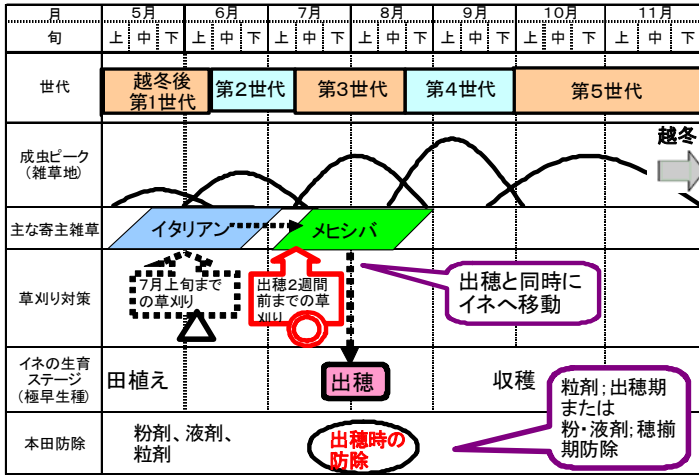 月 5月 6月 7月 8月 9月 10月 11月
旬 上 中 下 上 中 下 上 中 下 上 中 下 上 中 下 上 中 下 上 中 下
世代
越冬後
第1世代
第2世代
第3世代
第4世代
第5世代
成虫ピーク
(雑草地)
越冬
主な寄主雑草
イタリアン
メヒシバ
草刈り対策
7月上旬まで
の草刈り
出穂2週間
前までの草
刈り
出穂と同時に
イネへ移動
イネの生育
ステージ
(極早生種)
田植え
出穂
収穫
本田防除
粉剤、液剤、
粒剤
出穂時の
防除
粒剤;出穂期
または
粉・液剤;穂揃
期防除